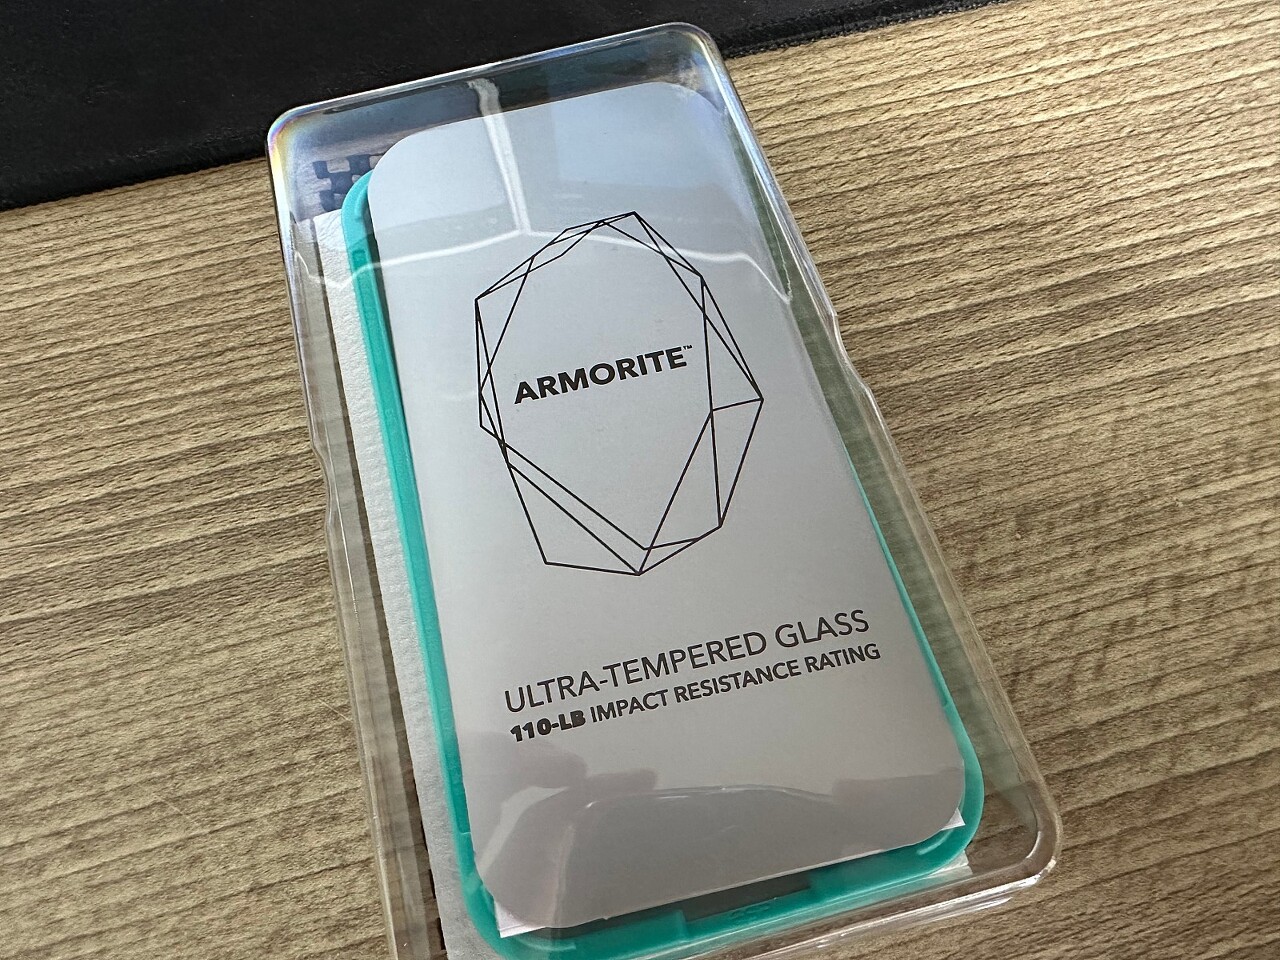 ARMORITE™
ULTRA-TEMPERED GLASS
110-LB IMPACT RESISTANCE RATING